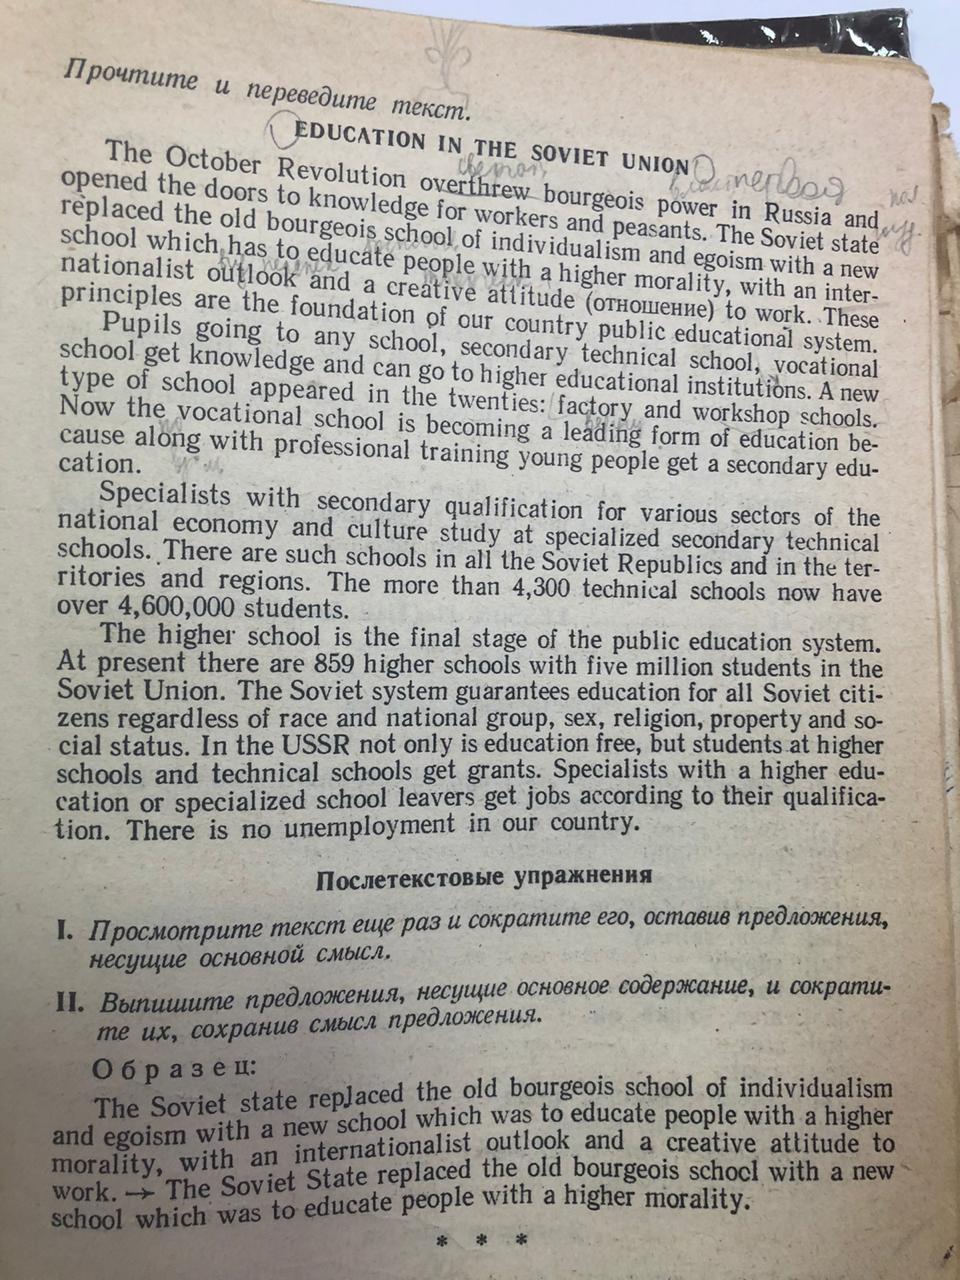 Прочтите и переведите текст.
EDUCATION IN THE SOVIET UNION
The October Revolution overthrew bourgeois power in Russia and
opened the doors to knowledge for workers and peasants. The Soviet state
replaced the old bourgeois school of individualism and egoism with a new
school which has to educate people with a higher morality, with an inter-
nationalist outlook and a creative attitude (отношение) to work. These
principles are the foundation of our country public educational system.
Pupils going to any school, secondary technical school, vocational
school get knowledge and can go to higher educational institutions. A new
type of school appeared in the twenties: factory and workshop schools.
Now the vocational school is becoming a leading form of education be-
cause along with professional training young people get a secondary edu-
cation.
Specialists with secondary qualification for various sectors of the
national economy and culture study at specialized secondary technical
schools. There are such schools in all the Soviet Republics and in the ter-
ritories and regions. The more than 4,300 technical schools now have
over 4,600,000 students.
The higher school is the final stage of the public education system.
At present there are 859 higher schools with five million students in the
Soviet Union. The Soviet system guarantees education for all Soviet citi-
zens regardless of race and national group, sex, religion, property and so-
cial status. In the USSR not only is education free, but students at higher
schools and technical schools get grants. Specialists with a higher edu-
cation or specialized school leavers get jobs according to their qualifica-
tion. There is no unemployment in our country.
Послетекстовые упражнения
I. Просмотрите текст еще раз и сократите его, оставив предложения,
несущие основной смысл.
II. Выпишите предложения, несущие основное содержание, и сократи-
те их, сохранив смысл предложения.
Образец:
The Soviet state replaced the old bourgeois school of individualism
and egoism with a new school which was to educate people with a higher
morality, with an internationalist outlook and a creative attitude to
work. → The Soviet State replaced the old bourgeois school with a new
school which was to educate people with a higher morality.
* * *